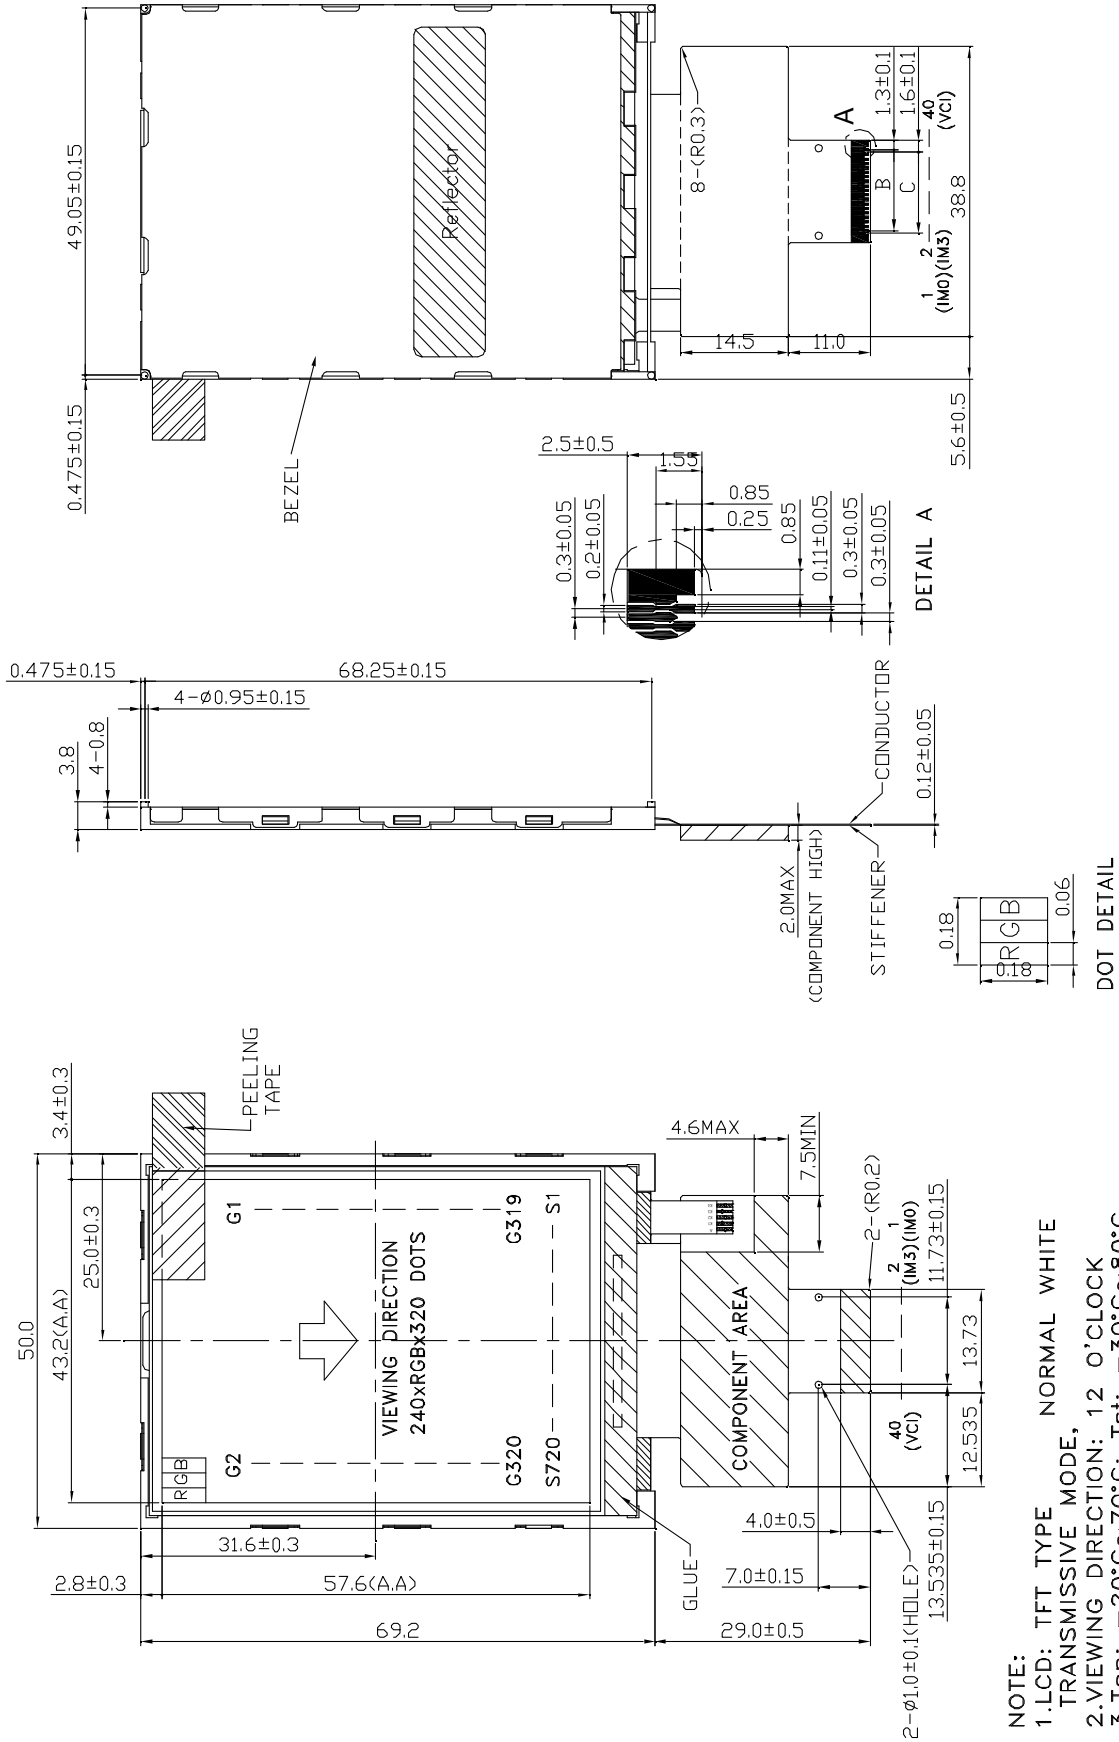 50.0
43.2(A.A)
25.0±0.3
3.4±0.3
PEELING
TAPE
RGB
G2
G1
VIEWING DIRECTION
240xRGBx320 DOTS
G320
G319
S720
S1
31.6±0.3
2.8±0.3
57.6(A.A)
69.2
GLUE
29.0±0.5
COMPONENT AREA
4.6MAX
7.5MIN
2-(R0.2)
4.0±0.5
7.0±0.15
2-ø1.0±0.1(HOLE)
40
(VCI)
2
1
(IM3)(IM0)
11.73±0.15
13.73
12.535
13.535±0.15
0.475±0.15
68.25±0.15
4-ø0.95±0.15
4-0.8
3.8
2.0MAX
(COMPONENT HIGH)
STIFFENER
CONDUCTOR
0.12±0.05
0.18
RGB
0.18
0.06
DOT DETAIL
49.05±0.15
0.475±0.15
Reflector
BEZEL
8-(R0.3)
14.5
11.0
A
1.3±0.1
1.6±0.1
B
C
1
2
(IM0)(IM3)
40
(VCI)
38.8
5.6±0.5
2.5±0.5
1.55
0.85
0.25
0.3±0.05
0.2±0.05
0.85
0.11±0.05
0.3±0.05
0.3±0.05
DETAIL A
NOTE:
1.LCD: TFT TYPE NORMAL WHITE
TRANSMISSIVE MODE,
2.VIEWING DIRECTION: 12 O'CLOCK